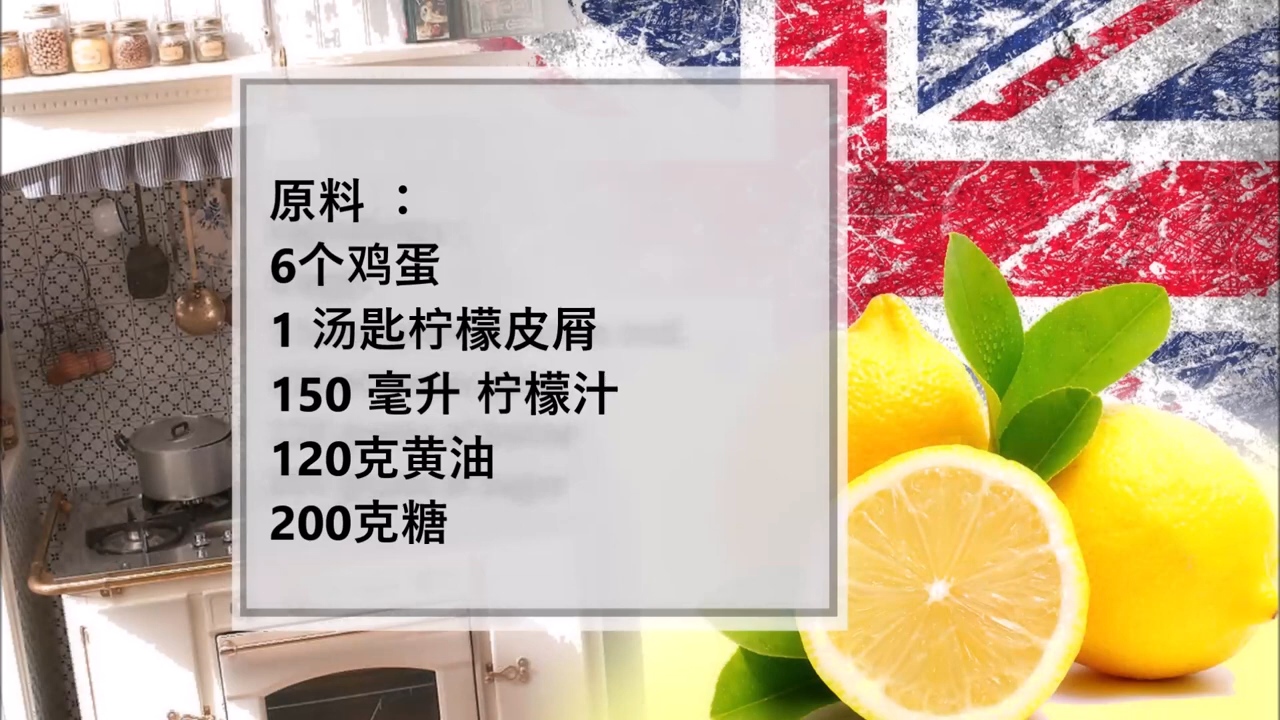 原料 ：
6个鸡蛋
1 汤匙柠檬皮屑
150 毫升 柠檬汁
120克黄油
200克糖